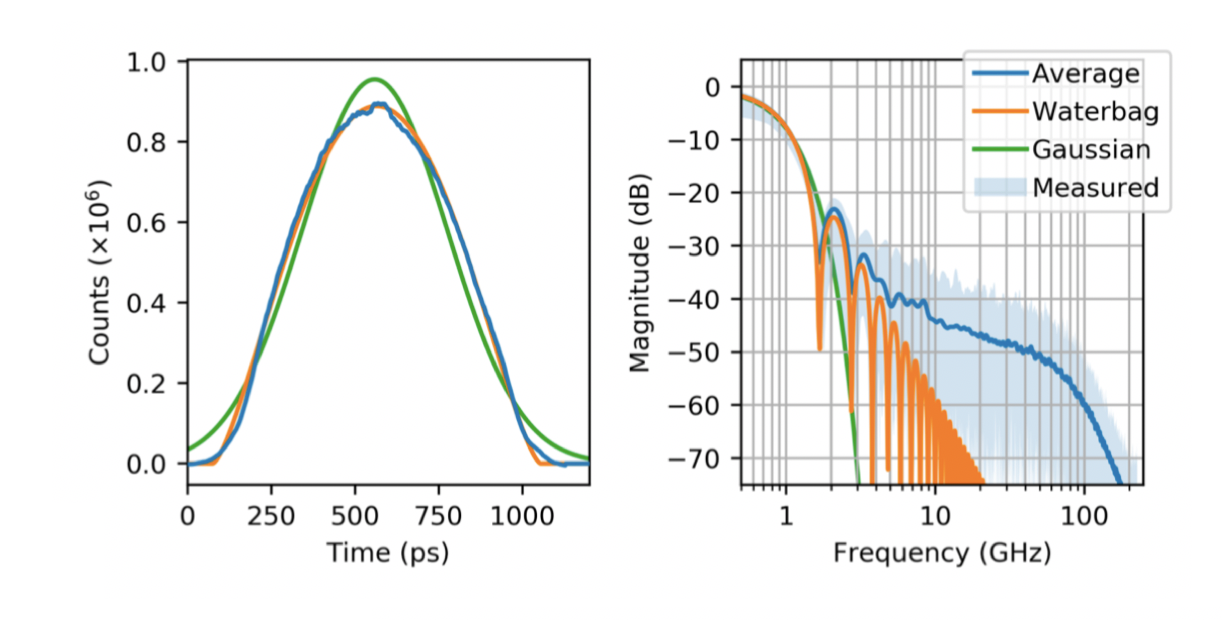 1.0
0.8
0.6
0.4
0.2
0.0
Counts (×10⁶)
0
250
500
750
1000
Time (ps)
0
−10
−20
−30
−40
−50
−60
−70
Magnitude (dB)
1
10
100
Frequency (GHz)
Average
Waterbag
Gaussian
Measured